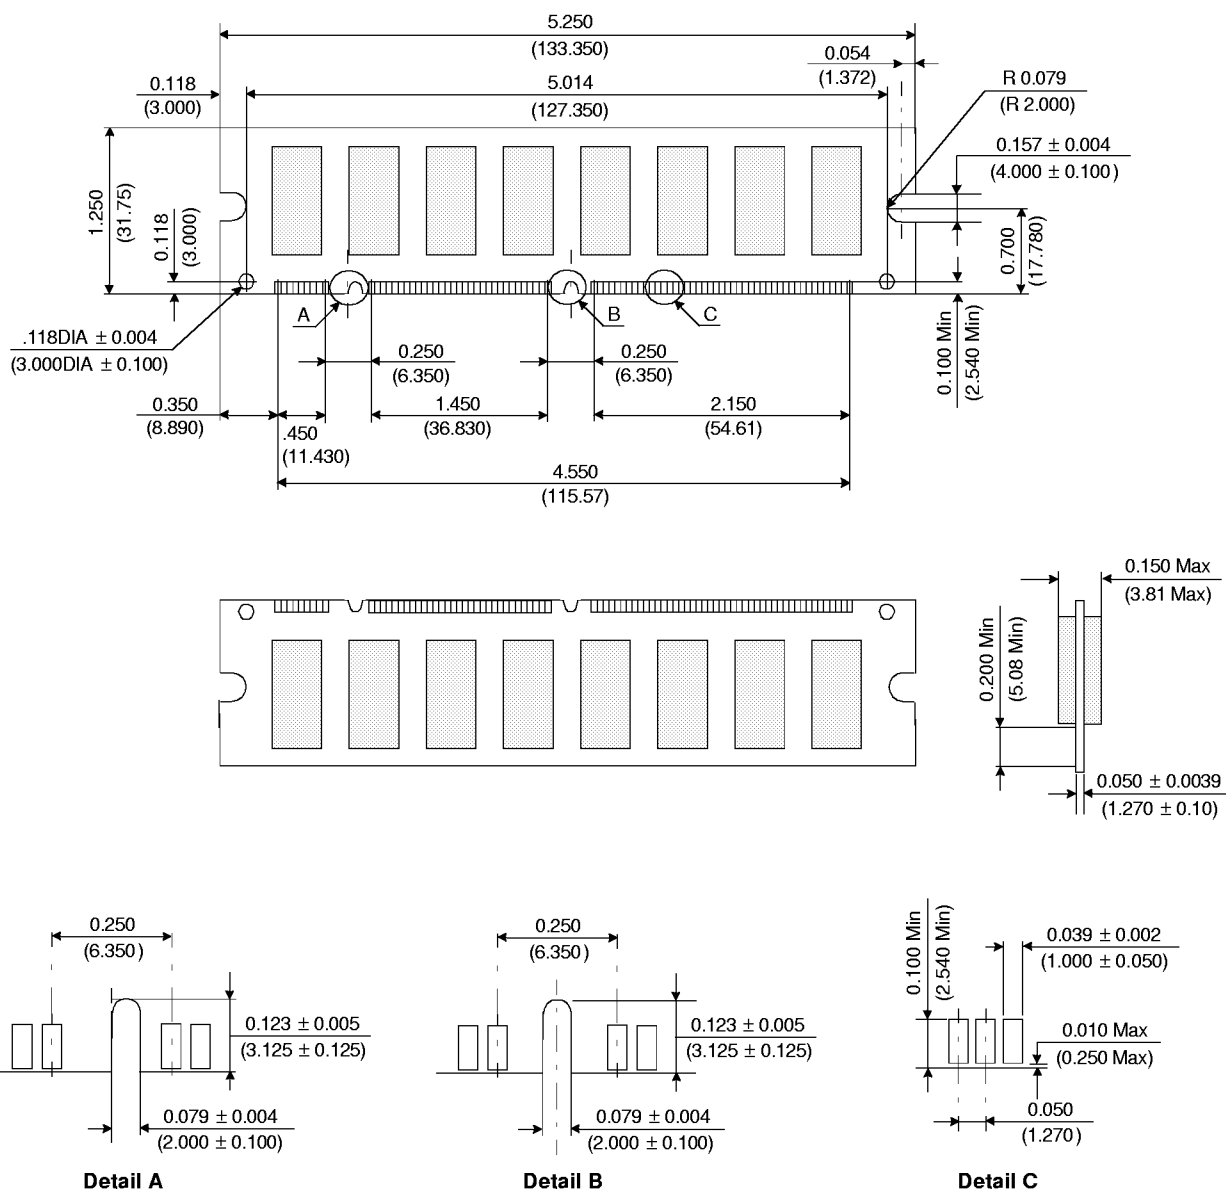 5.250
(133.350)
0.054
(1.372)
0.118
(3.000)
5.014
(127.350)
R 0.079
(R 2.000)
0.157 ± 0.004
(4.000 ± 0.100)
1.250
(31.75)
0.118
(3.000)
0.700
(17.780)
A
B
C
.118DIA ± 0.004
(3.000DIA ± 0.100)
0.250
(6.350)
0.250
(6.350)
0.100 Min
(2.540 Min)
0.350
(8.890)
.450
(11.430)
1.450
(36.830)
2.150
(54.61)
4.550
(115.57)
0.150 Max
(3.81 Max)
0.200 Min
(5.08 Min)
0.050 ± 0.0039
(1.270 ± 0.10)
0.250
(6.350)
0.123 ± 0.005
(3.125 ± 0.125)
0.079 ± 0.004
(2.000 ± 0.100)
Detail A
0.250
(6.350)
0.123 ± 0.005
(3.125 ± 0.125)
0.079 ± 0.004
(2.000 ± 0.100)
Detail B
0.100 Min
(2.540 Min)
0.039 ± 0.002
(1.000 ± 0.050)
0.010 Max
(0.250 Max)
0.050
(1.270)
Detail C